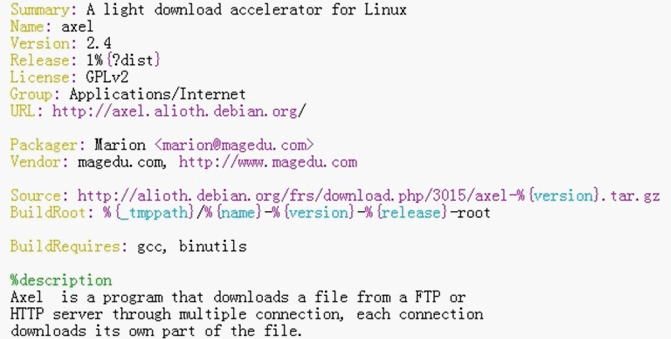 Summary: A light download accelerator for Linux
Name: axel
Version: 2.4
Release: 1%{?dist}
License: GPLv2
Group: Applications/Internet
URL: http://axel.alioth.debian.org/
Packager: Marion <marion@magedu.com>
Vendor: magedu.com, http://www.magedu.com
Source: http://alioth.debian.org/frs/download.php/3015/axel-%{version}.tar.gz
BuildRoot: %{_tmppath}/%{name}-%{version}-%{release}-root
BuildRequires: gcc, binutils
%description
Axel  is a program that downloads a file from a FTP or
HTTP server through multiple connection, each connection
downloads its own part of the file.